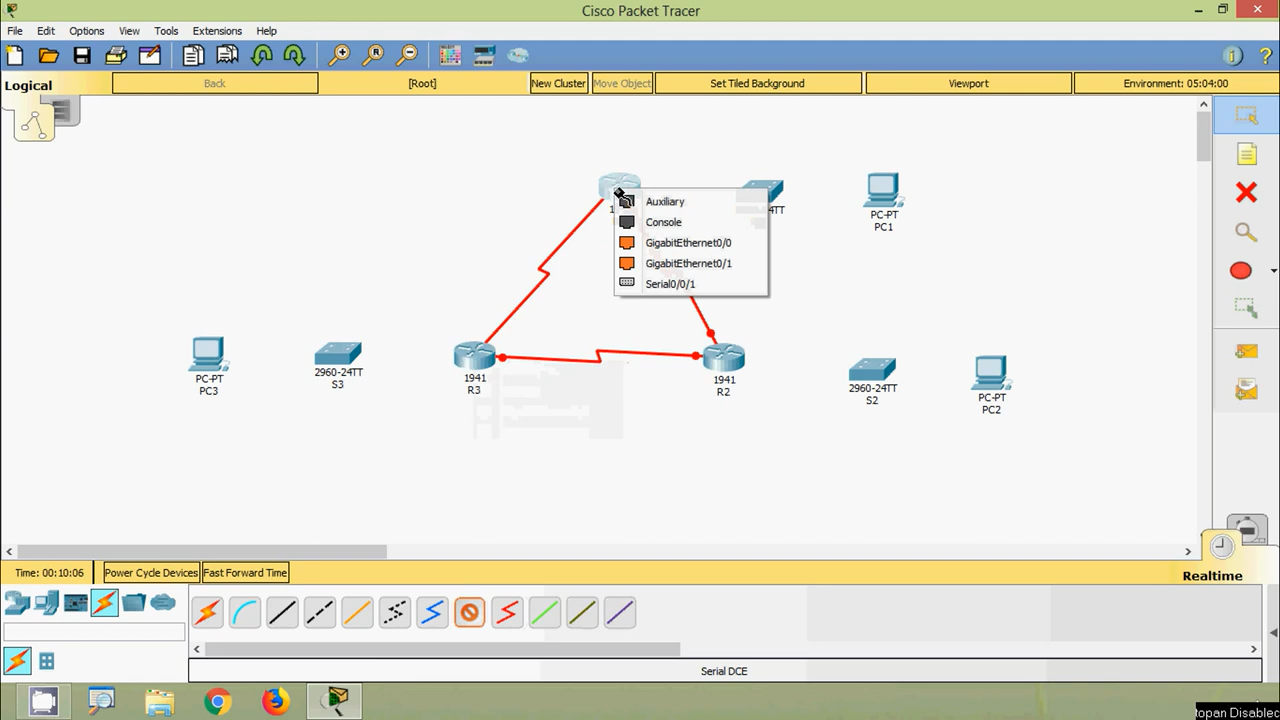 Cisco Packet Tracer
File Edit Options View Tools Extensions Help
Logical
Back
[Root]
New Cluster
Move Object
Set Tiled Background
Viewport
Environment: 05:04:00
Auxiliary
Console
GigabitEthernet0/0
GigabitEthernet0/1
Serial0/0/1
PC-PT
PC1
PC-PT
PC3
2960-24TT
S3
1941
R3
1941
R2
2960-24TT
S2
PC-PT
PC2
Time: 00:10:06
Power Cycle Devices
Fast Forward Time
Realtime
Serial DCE
topan Disabled